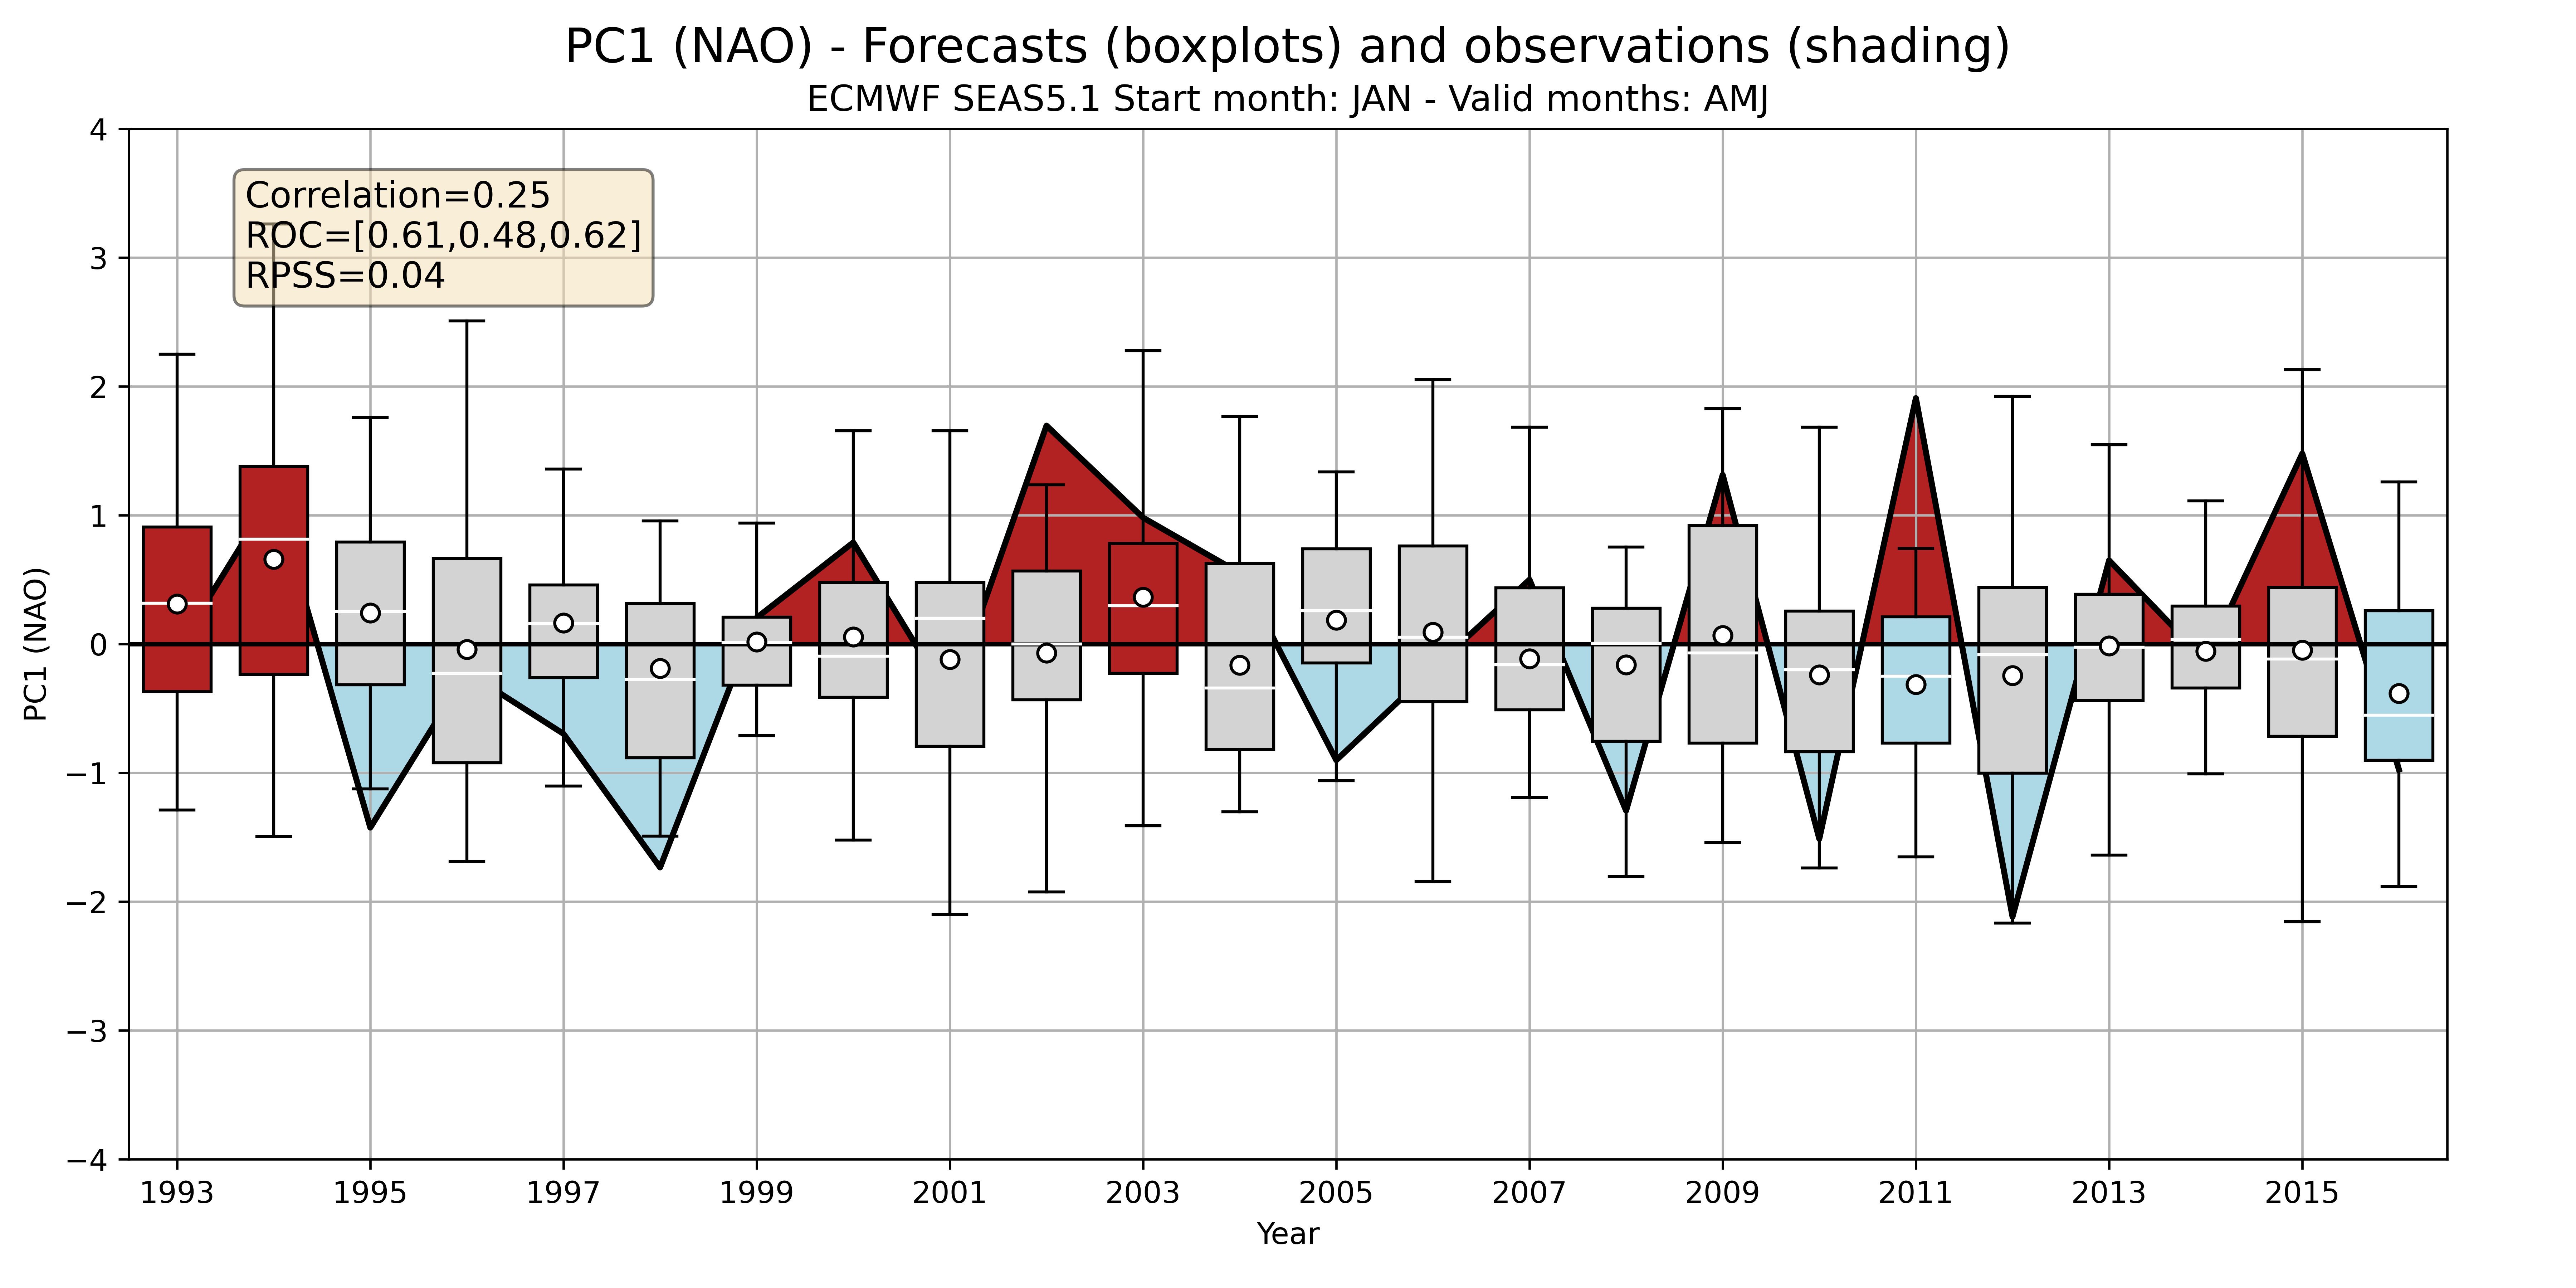 PC1 (NAO) - Forecasts (boxplots) and observations (shading)
ECMWF SEAS5.1 Start month: JAN - Valid months: AMJ
Correlation=0.25
ROC=[0.61,0.48,0.62]
RPSS=0.04
PC1 (NAO)
4
3
2
1
0
−1
−2
−3
−4
1993 1995 1997 1999 2001 2003 2005 2007 2009 2011 2013 2015
Year